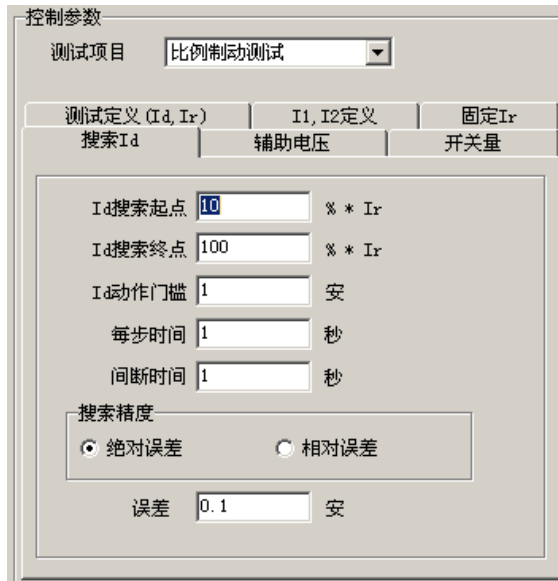 控制参数
测试项目 比例制动测试
测试定义(Id,Ir) I1,I2定义 固定Ir
搜索Id 辅助电压 开关量
Id搜索起点 10 % * Ir
Id搜索终点 100 % * Ir
Id动作门槛 1 安
每步时间 1 秒
间断时间 1 秒
搜索精度
绝对误差 相对误差
误差 0.1 安